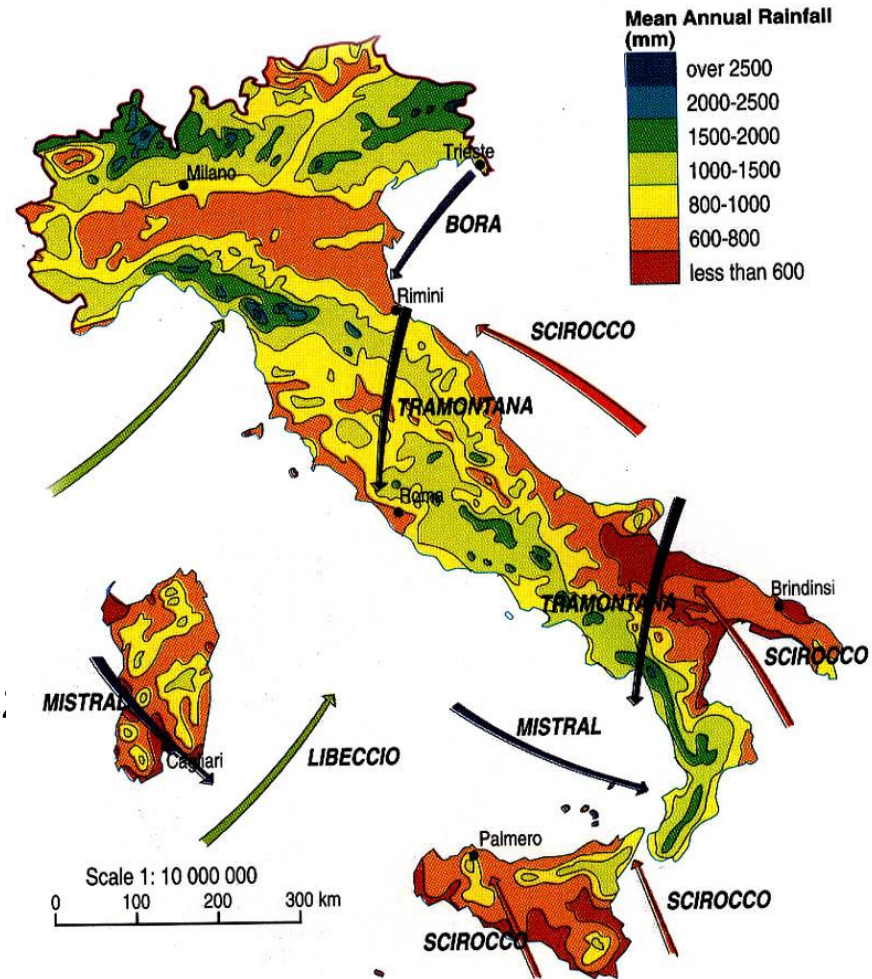 Mean Annual Rainfall
(mm)
over 2500
2000-2500
1500-2000
1000-1500
800-1000
600-800
less than 600
Trieste
Milano
BORA
Rimini
SCIROCCO
TRAMONTANA
Roma
Brindinsi
TRAMONTANA
SCIROCCO
MISTRAL
MISTRAL
LIBECCIO
Cagliari
Palmero
Scale 1: 10 000 000
0 100 200 300 km
SCIROCCO
SCIROCCO